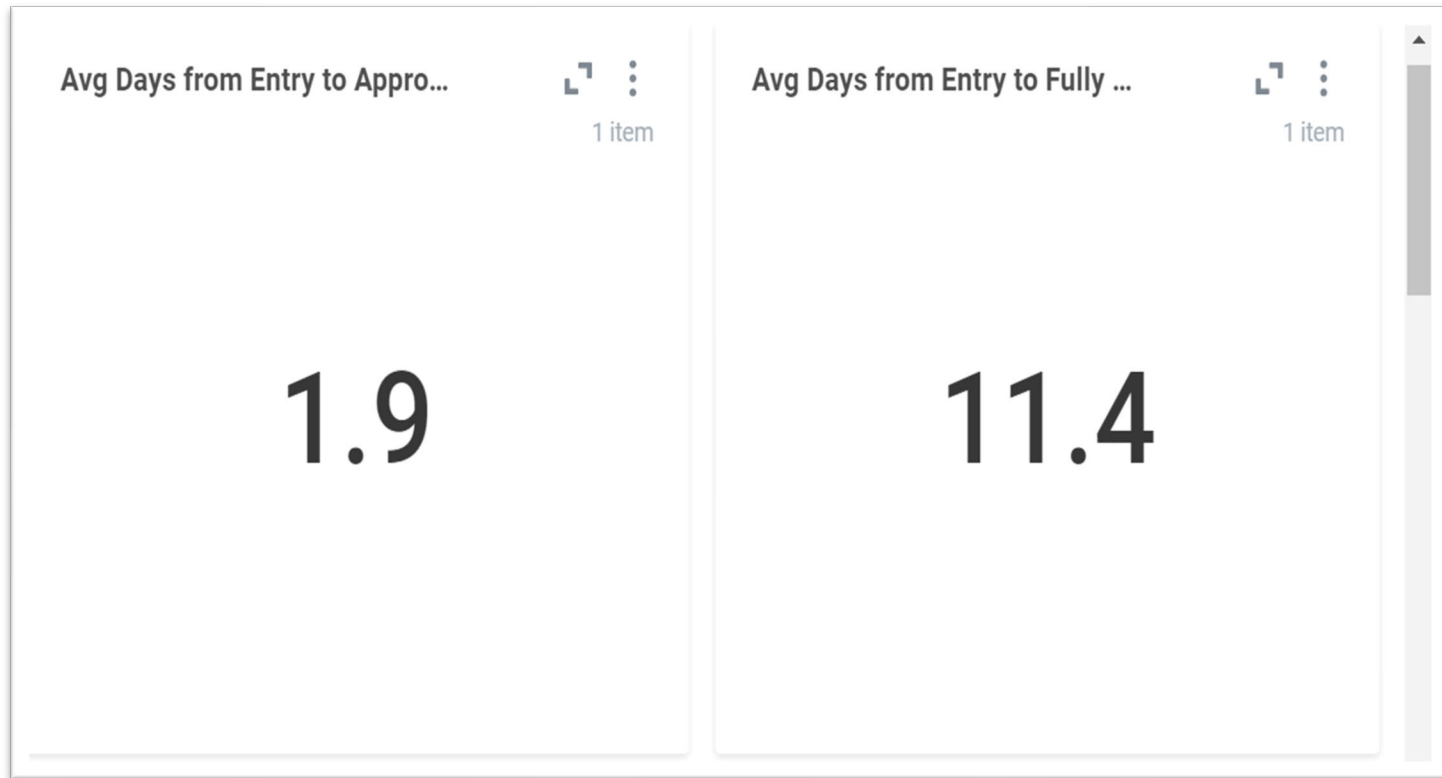 Avg Days from Entry to Appro...
1 item
1.9
Avg Days from Entry to Fully ...
1 item
11.4